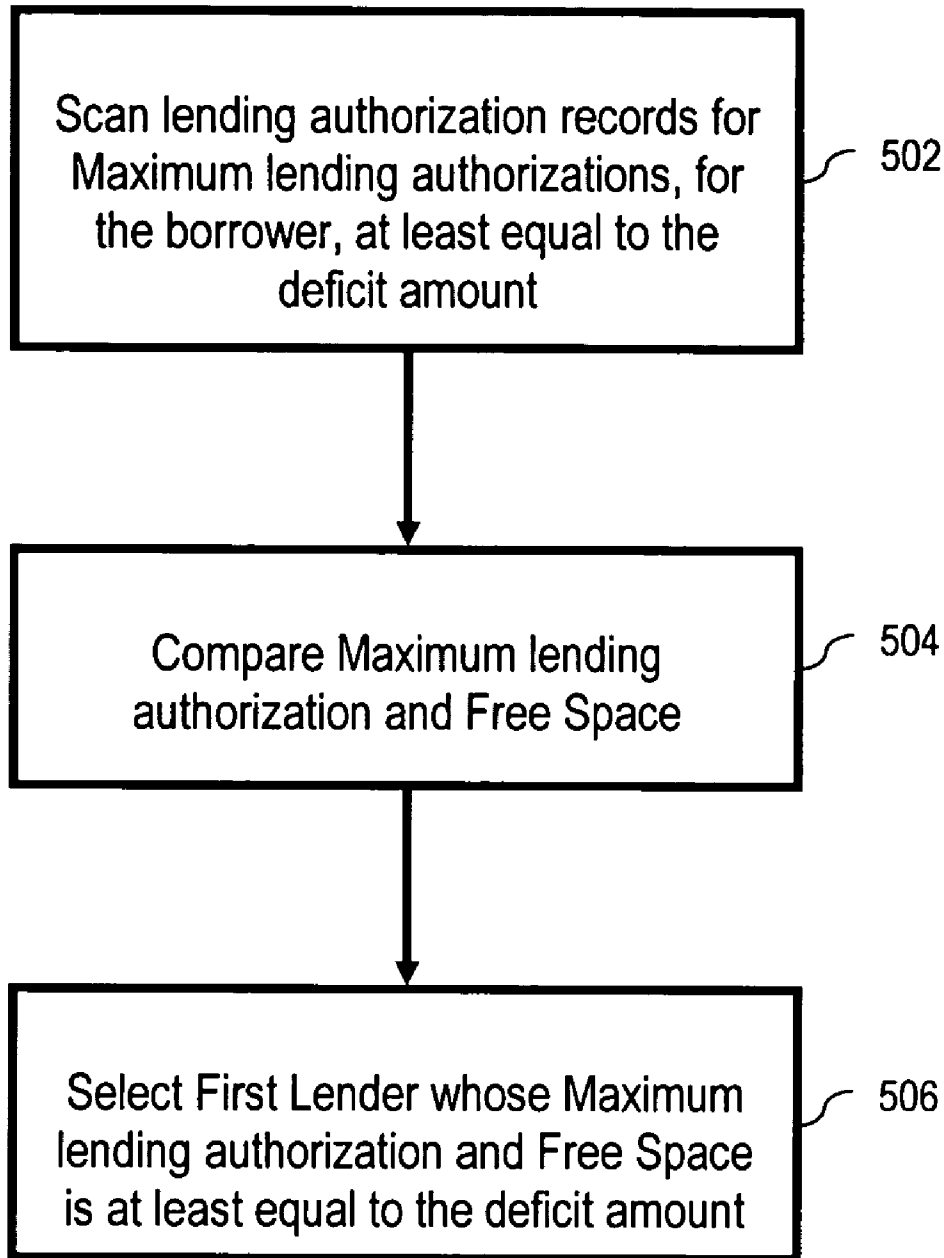 Scan lending authorization records for
Maximum lending authorizations, for
the borrower, at least equal to the
deficit amount
502
Compare Maximum lending
authorization and Free Space
504
Select First Lender whose Maximum
lending authorization and Free Space
is at least equal to the deficit amount
506